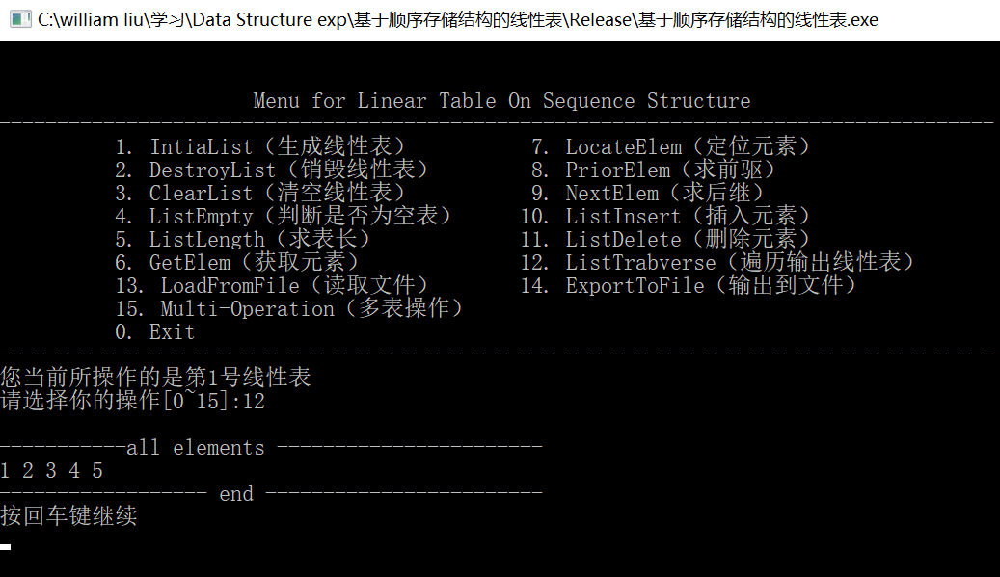 C:\william liu\学习\Data Structure exp\基于顺序存储结构的线性表\Release\基于顺序存储结构的线性表.exe
Menu for Linear Table On Sequence Structure
-------------------------------------------------------------------------------------
1. IntiaList（生成线性表） 7. LocateElem（定位元素）
2. DestroyList（销毁线性表） 8. PriorElem（求前驱）
3. ClearList（清空线性表） 9. NextElem（求后继）
4. ListEmpty（判断是否为空表） 10. ListInsert（插入元素）
5. ListLength（求表长） 11. ListDelete（删除元素）
6. GetElem（获取元素） 12. ListTrabverse（遍历输出线性表）
13. LoadFromFile（读取文件） 14. ExportToFile（输出到文件）
15. Multi-Operation（多表操作）
0. Exit
-------------------------------------------------------------------------------------
您当前所操作的是第1号线性表
请选择你的操作[0~15]:12
-----------all elements -----------------------
1 2 3 4 5
------------------ end ------------------------
按回车键继续